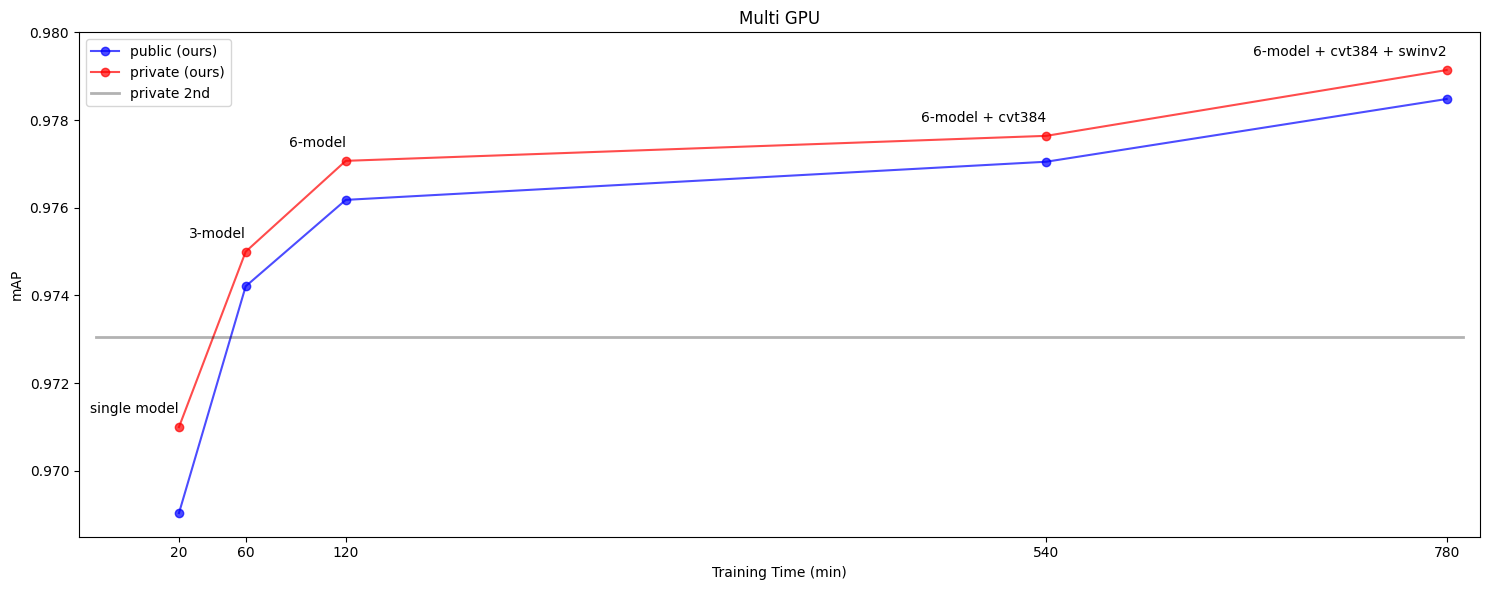 Multi GPU
public (ours)
private (ours)
private 2nd
6-model + cvt384 + swinv2
6-model + cvt384
6-model
3-model
single model
0.980
0.978
0.976
0.974
0.972
0.970
mAP
20
60
120
540
780
Training Time (min)